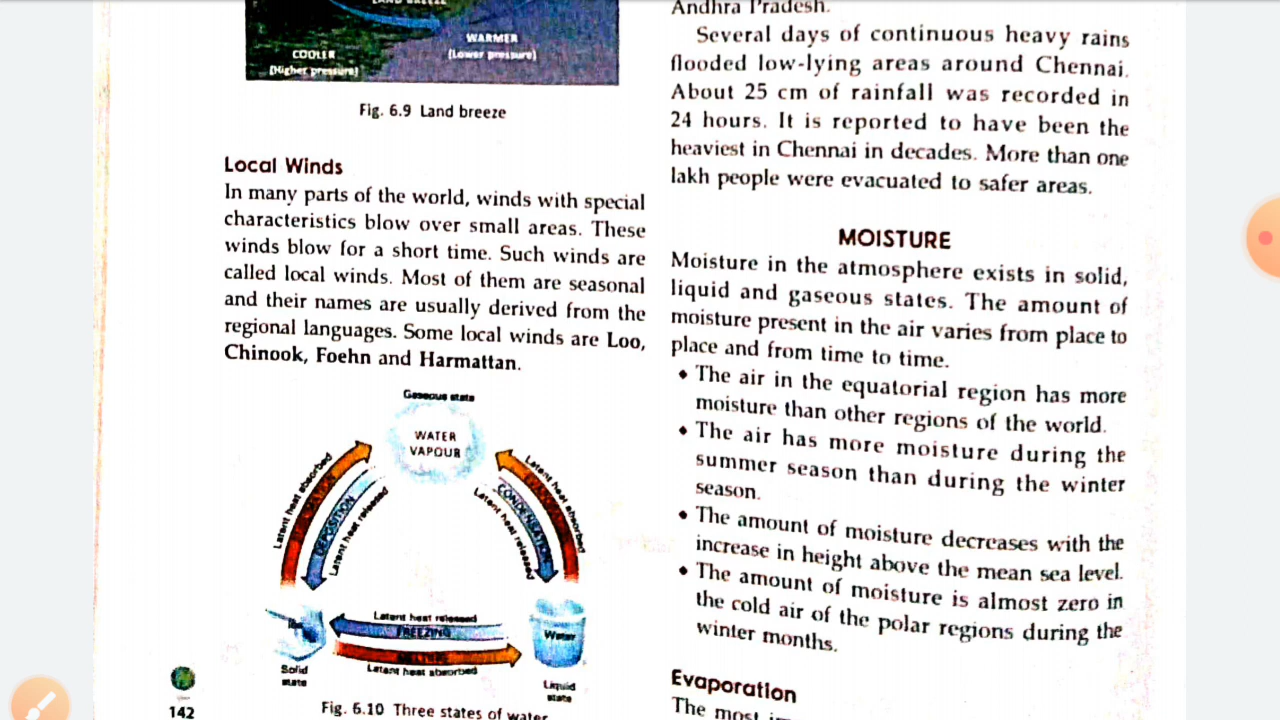 LAND BREEZE
WARMER
(Lower pressure)
COOLER
(Higher pressure)
Fig. 6.9 Land breeze
Local Winds
In many parts of the world, winds with special
characteristics blow over small areas. These
winds blow for a short time. Such winds are
called local winds. Most of them are seasonal
and their names are usually derived from the
regional languages. Some local winds are Loo,
Chinook, Foehn and Harmattan.
Gaseous state
WATER
VAPOUR
Latent heat absorbed
DEPOSITION
Latent heat released
Latent heat absorbed
CONDENSATION
Latent heat released
Latent heat released
FREEZING
Latent heat absorbed
Water
Solid
state
Liquid
state
Fig. 6.10 Three states of water
142
Andhra Pradesh.
Several days of continuous heavy rains
flooded low-lying areas around Chennai.
About 25 cm of rainfall was recorded in
24 hours. It is reported to have been the
heaviest in Chennai in decades. More than one
lakh people were evacuated to safer areas.
MOISTURE
Moisture in the atmosphere exists in solid,
liquid and gaseous states. The amount of
moisture present in the air varies from place to
place and from time to time.
• The air in the equatorial region has more
moisture than other regions of the world.
• The air has more moisture during the
summer season than during the winter
season.
• The amount of moisture decreases with the
increase in height above the mean sea level.
• The amount of moisture is almost zero in
the cold air of the polar regions during the
winter months.
Evaporation
The most